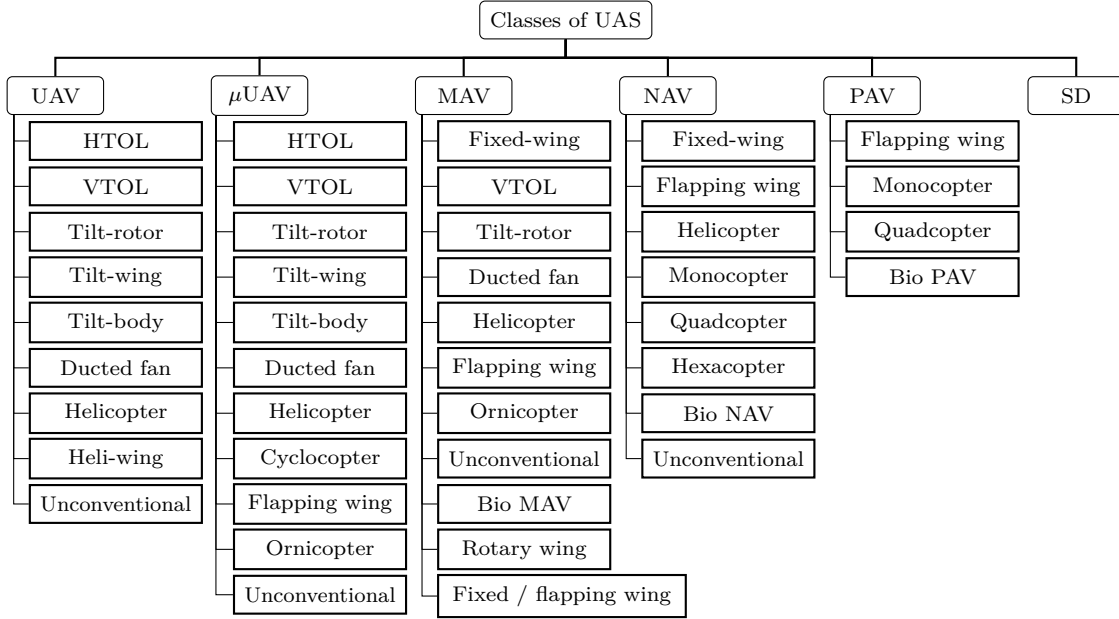 Classes of UAS
UAV
HTOL
VTOL
Tilt-rotor
Tilt-wing
Tilt-body
Ducted fan
Helicopter
Heli-wing
Unconventional
μUAV
HTOL
VTOL
Tilt-rotor
Tilt-wing
Tilt-body
Ducted fan
Helicopter
Cyclocopter
Flapping wing
Ornicopter
Unconventional
MAV
Fixed-wing
VTOL
Tilt-rotor
Ducted fan
Helicopter
Flapping wing
Ornicopter
Unconventional
Bio MAV
Rotary wing
Fixed / flapping wing
NAV
Fixed-wing
Flapping wing
Helicopter
Monocopter
Quadcopter
Hexacopter
Bio NAV
Unconventional
PAV
Flapping wing
Monocopter
Quadcopter
Bio PAV
SD